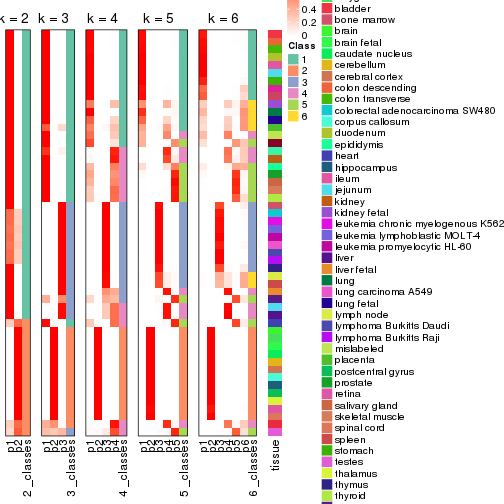 k = 2
k = 3
k = 4
k = 5
k = 6
p1
p2
2_classes
p1
p2
p3
3_classes
p1
p2
p3
p4
4_classes
p1
p2
p3
p4
p5
5_classes
p1
p2
p3
p4
p5
p6
6_classes
tissue
0.4
0.2
0
Class
1
2
3
4
5
6
bladder
bone marrow
brain
brain fetal
caudate nucleus
cerebellum
cerebral cortex
colon descending
colon transverse
colorectal adenocarcinoma SW480
corpus callosum
duodenum
epididymis
heart
hippocampus
ileum
jejunum
kidney
kidney fetal
leukemia chronic myelogenous K562
leukemia lymphoblastic MOLT-4
leukemia promyelocytic HL-60
liver
liver fetal
lung
lung carcinoma A549
lung fetal
lymph node
lymphoma Burkitts Daudi
lymphoma Burkitts Raji
mislabeled
placenta
postcentral gyrus
prostate
retina
salivary gland
skeletal muscle
spinal cord
spleen
stomach
testes
thalamus
thymus
thyroid